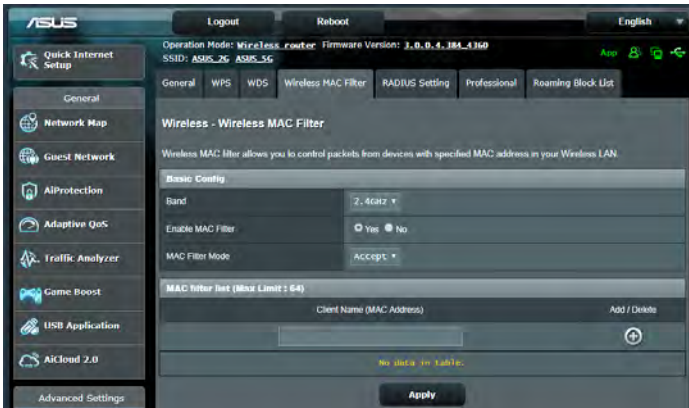 ASUS
Logout Reboot English
Operation Mode: Wireless router Firmware Version: 3.0.0.4.384_4360
SSID: ASUS_2G ASUS_5G
App
Quick Internet Setup
General WPS WDS Wireless MAC Filter RADIUS Setting Professional Roaming Block List
General
Network Map
Guest Network
AiProtection
Adaptive QoS
Traffic Analyzer
Game Boost
USB Application
AiCloud 2.0
Advanced Settings
Wireless - Wireless MAC Filter
Wireless MAC filter allows you to control packets from devices with specified MAC address in your Wireless LAN.
Basic Config
Band 2.4GHz
Enable MAC Filter Yes No
MAC Filter Mode Accept
MAC filter list (Max Limit : 64)
Client Name (MAC Address) Add / Delete
No data in table.
Apply